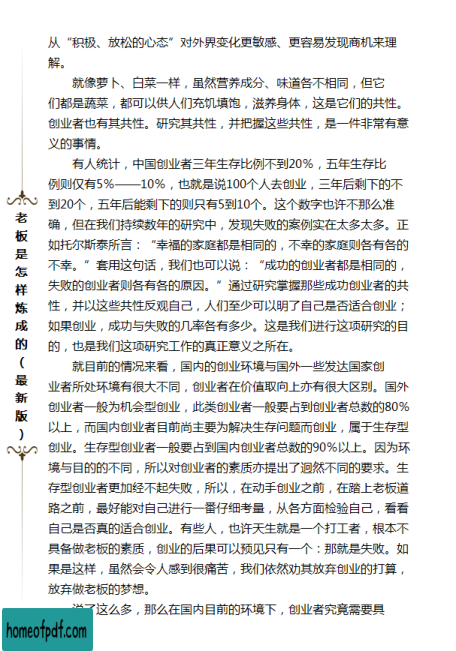 从“积极、放松的心态”对外界变化更敏感、更容易发现商机来理
解。
就像萝卜、白菜一样，虽然营养成分、味道各不相同，但它
们都是蔬菜，都可以供人们充饥填饱，滋养身体，这是它们的共性。
创业者也有其共性。研究其共性，并把握这些共性，是一件非常有意
义的事情。
有人统计，中国创业者三年生存比例不到20%，五年生存比
例则仅有5%——10%，也就是说100个人去创业，三年后剩下的不
到20个，五年后能剩下的则只有5到10个。这个数字也许不那么准
确，但在我们持续数年的研究中，发现失败的案例实在太多太多。正
如托尔斯泰所言：“幸福的家庭都是相同的，不幸的家庭则各有各的
不幸。”套用这句话，我们也可以说：“成功的创业者都是相同的，
失败的创业者则各有各的原因。”通过研究掌握那些成功创业者的共
性，并以这些共性反观自己，人们至少可以明了自己是否适合创业；
如果创业，成功与失败的几率各有多少。这是我们进行这项研究的目
的，也是我们这项研究工作的真正意义之所在。
就目前的情况来看，国内的创业环境与国外一些发达国家创
业者所处环境有很大不同，创业者在价值取向上亦有很大区别。国外
创业者一般为机会型创业，此类创业者一般要占到创业者总数的80%
以上，而国内创业者目前尚主要为解决生存问题而创业，属于生存型
创业。生存型创业者一般要占到国内创业者总数的90%以上。因为环
境与目的的不同，所以对创业者的素质亦提出了迥然不同的要求。生
存型创业者更加经不起失败，所以，在动手创业之前，在踏上老板道
路之前，最好能对自己进行一番仔细考量，从各方面检验自己，看看
自己是否真的适合创业。有些人，也许天生就是一个打工者，根本不
具备做老板的素质，创业的后果可以预见只有一个：那就是失败。如
果是这样，虽然会令人感到很痛苦，我们依然劝其放弃创业的打算，
放弃做老板的梦想。
说了这么多，那么在国内目前的环境下，创业者究竟需要具
老板是怎样炼成的（最新版）
homeofpdf.com